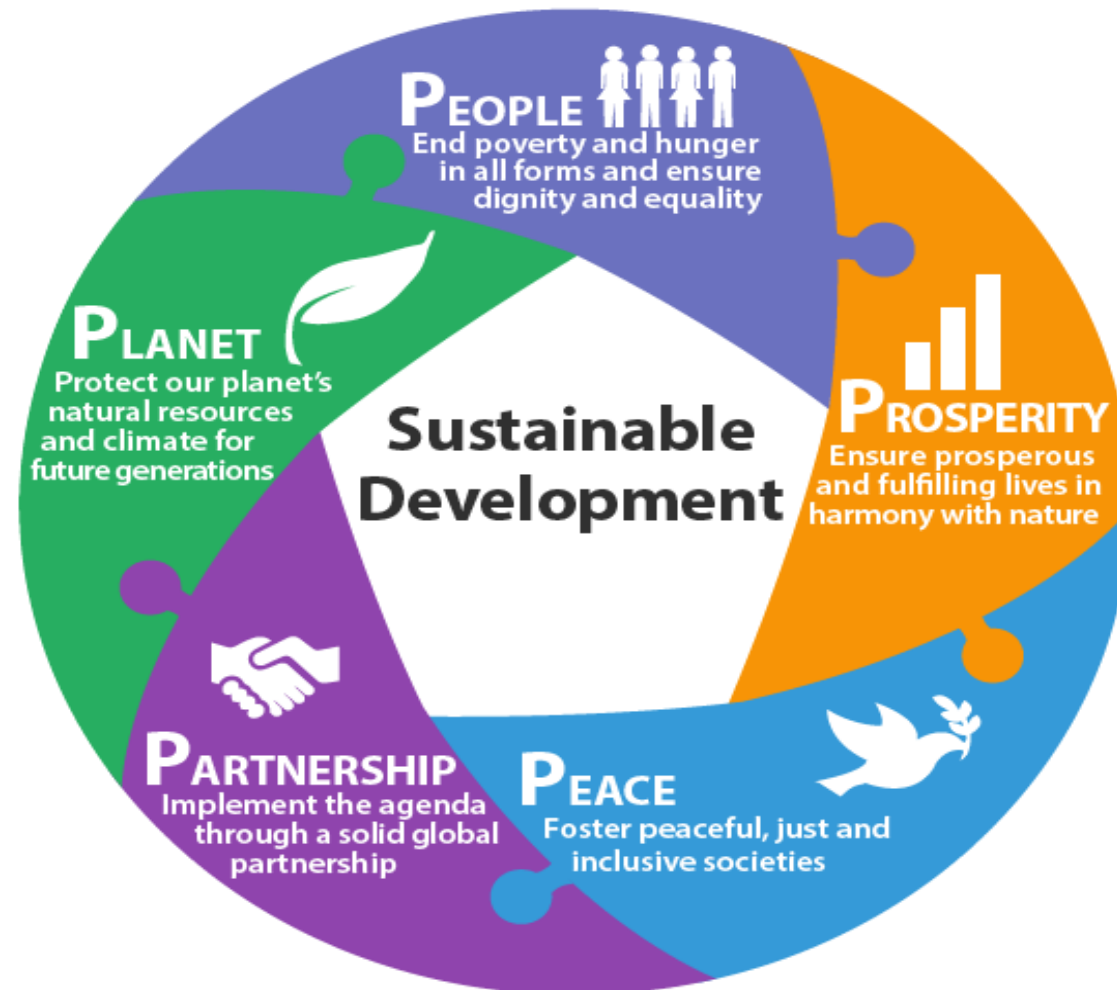 PEOPLE
End poverty and hunger
in all forms and ensure
dignity and equality
PROSPERITY
Ensure prosperous
and fulfilling lives in
harmony with nature
PEACE
Foster peaceful, just and
inclusive societies
PARTNERSHIP
Implement the agenda
through a solid global
partnership
PLANET
Protect our planet's
natural resources
and climate for
future generations
Sustainable
Development